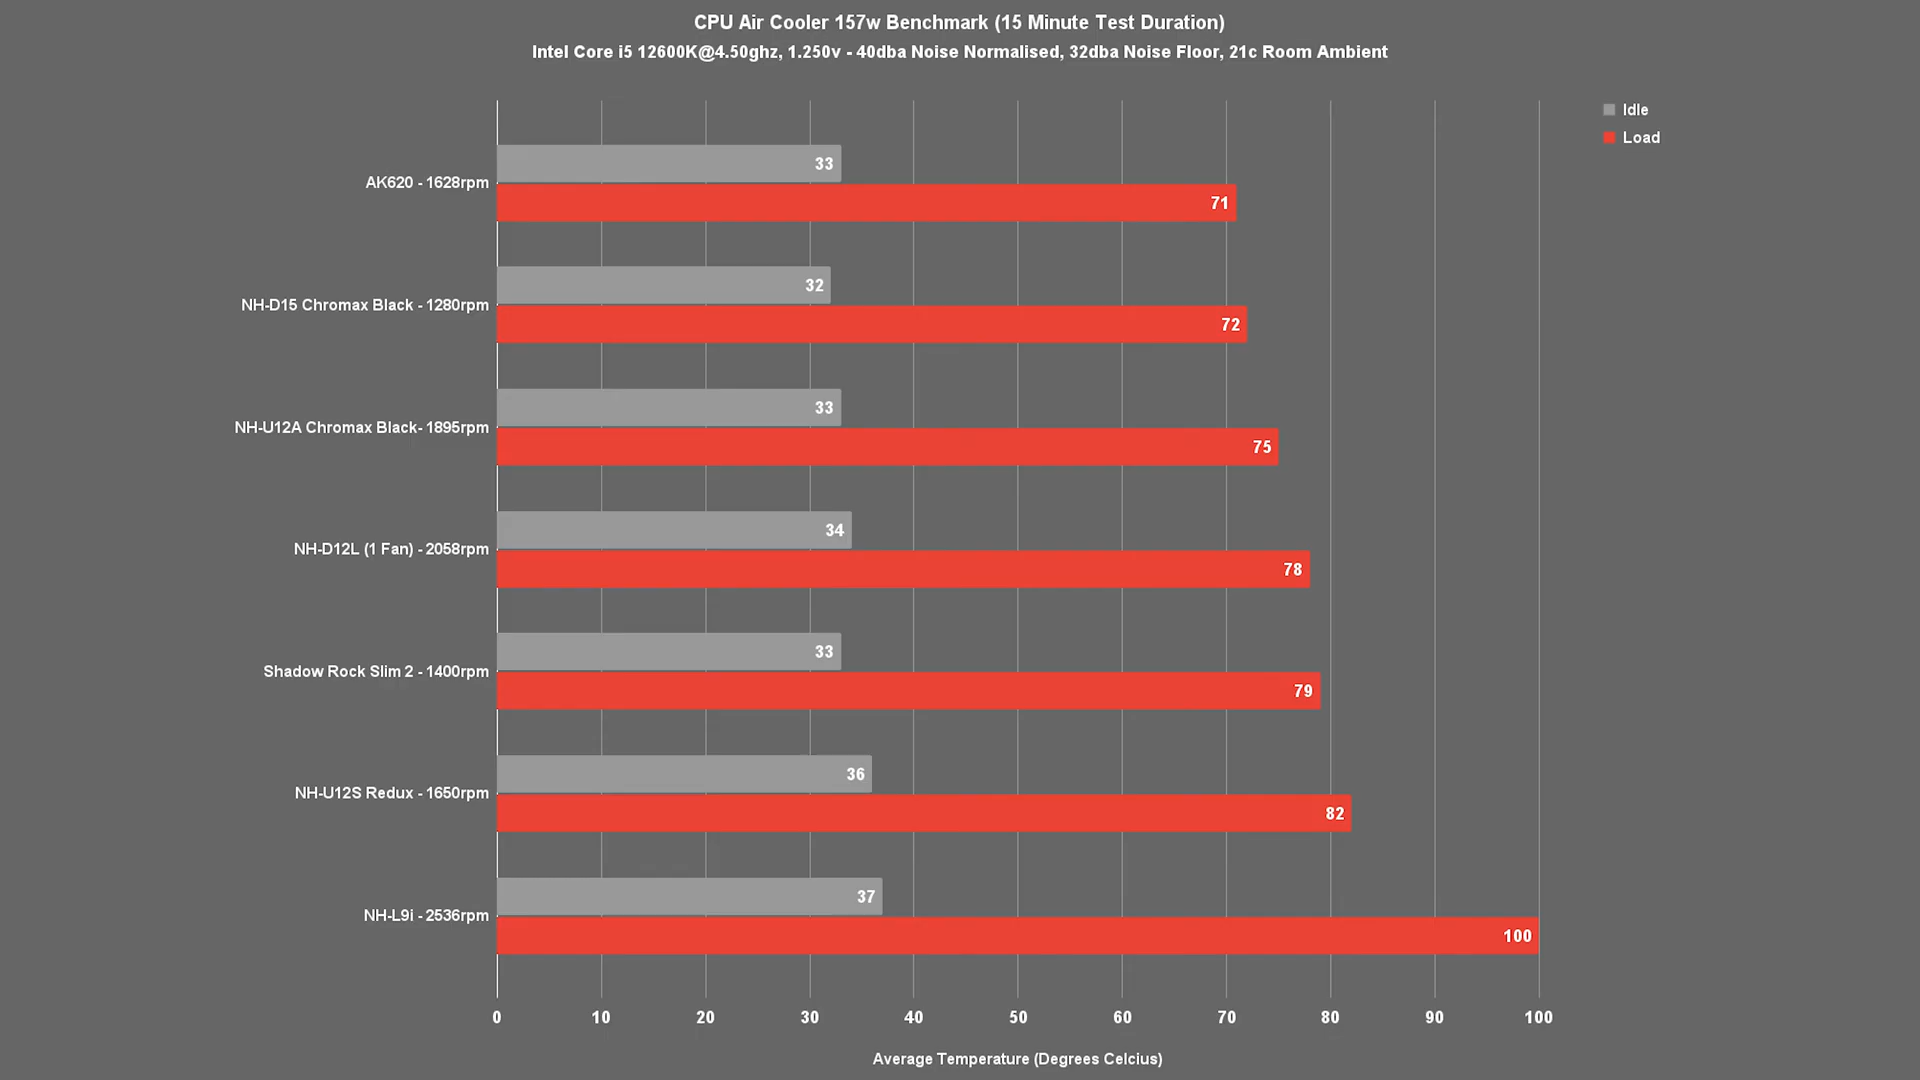 CPU Air Cooler 157w Benchmark (15 Minute Test Duration)
Intel Core i5 12600K@4.50ghz, 1.250v - 40dba Noise Normalised, 32dba Noise Floor, 21c Room Ambient
Idle
Load
AK620 - 1628rpm
33
71
NH-D15 Chromax Black - 1280rpm
32
72
NH-U12A Chromax Black- 1895rpm
33
75
NH-D12L (1 Fan) - 2058rpm
34
78
Shadow Rock Slim 2 - 1400rpm
33
79
NH-U12S Redux - 1650rpm
36
82
NH-L9i - 2536rpm
37
100
0 10 20 30 40 50 60 70 80 90 100
Average Temperature (Degrees Celcius)